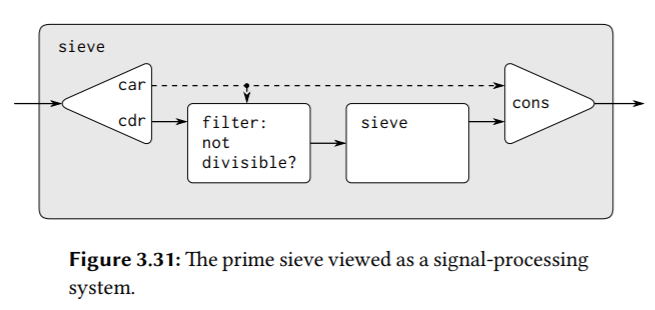 sieve
car
cdr
filter:
not
divisible?
sieve
cons
Figure 3.31: The prime sieve viewed as a signal-processing
system.